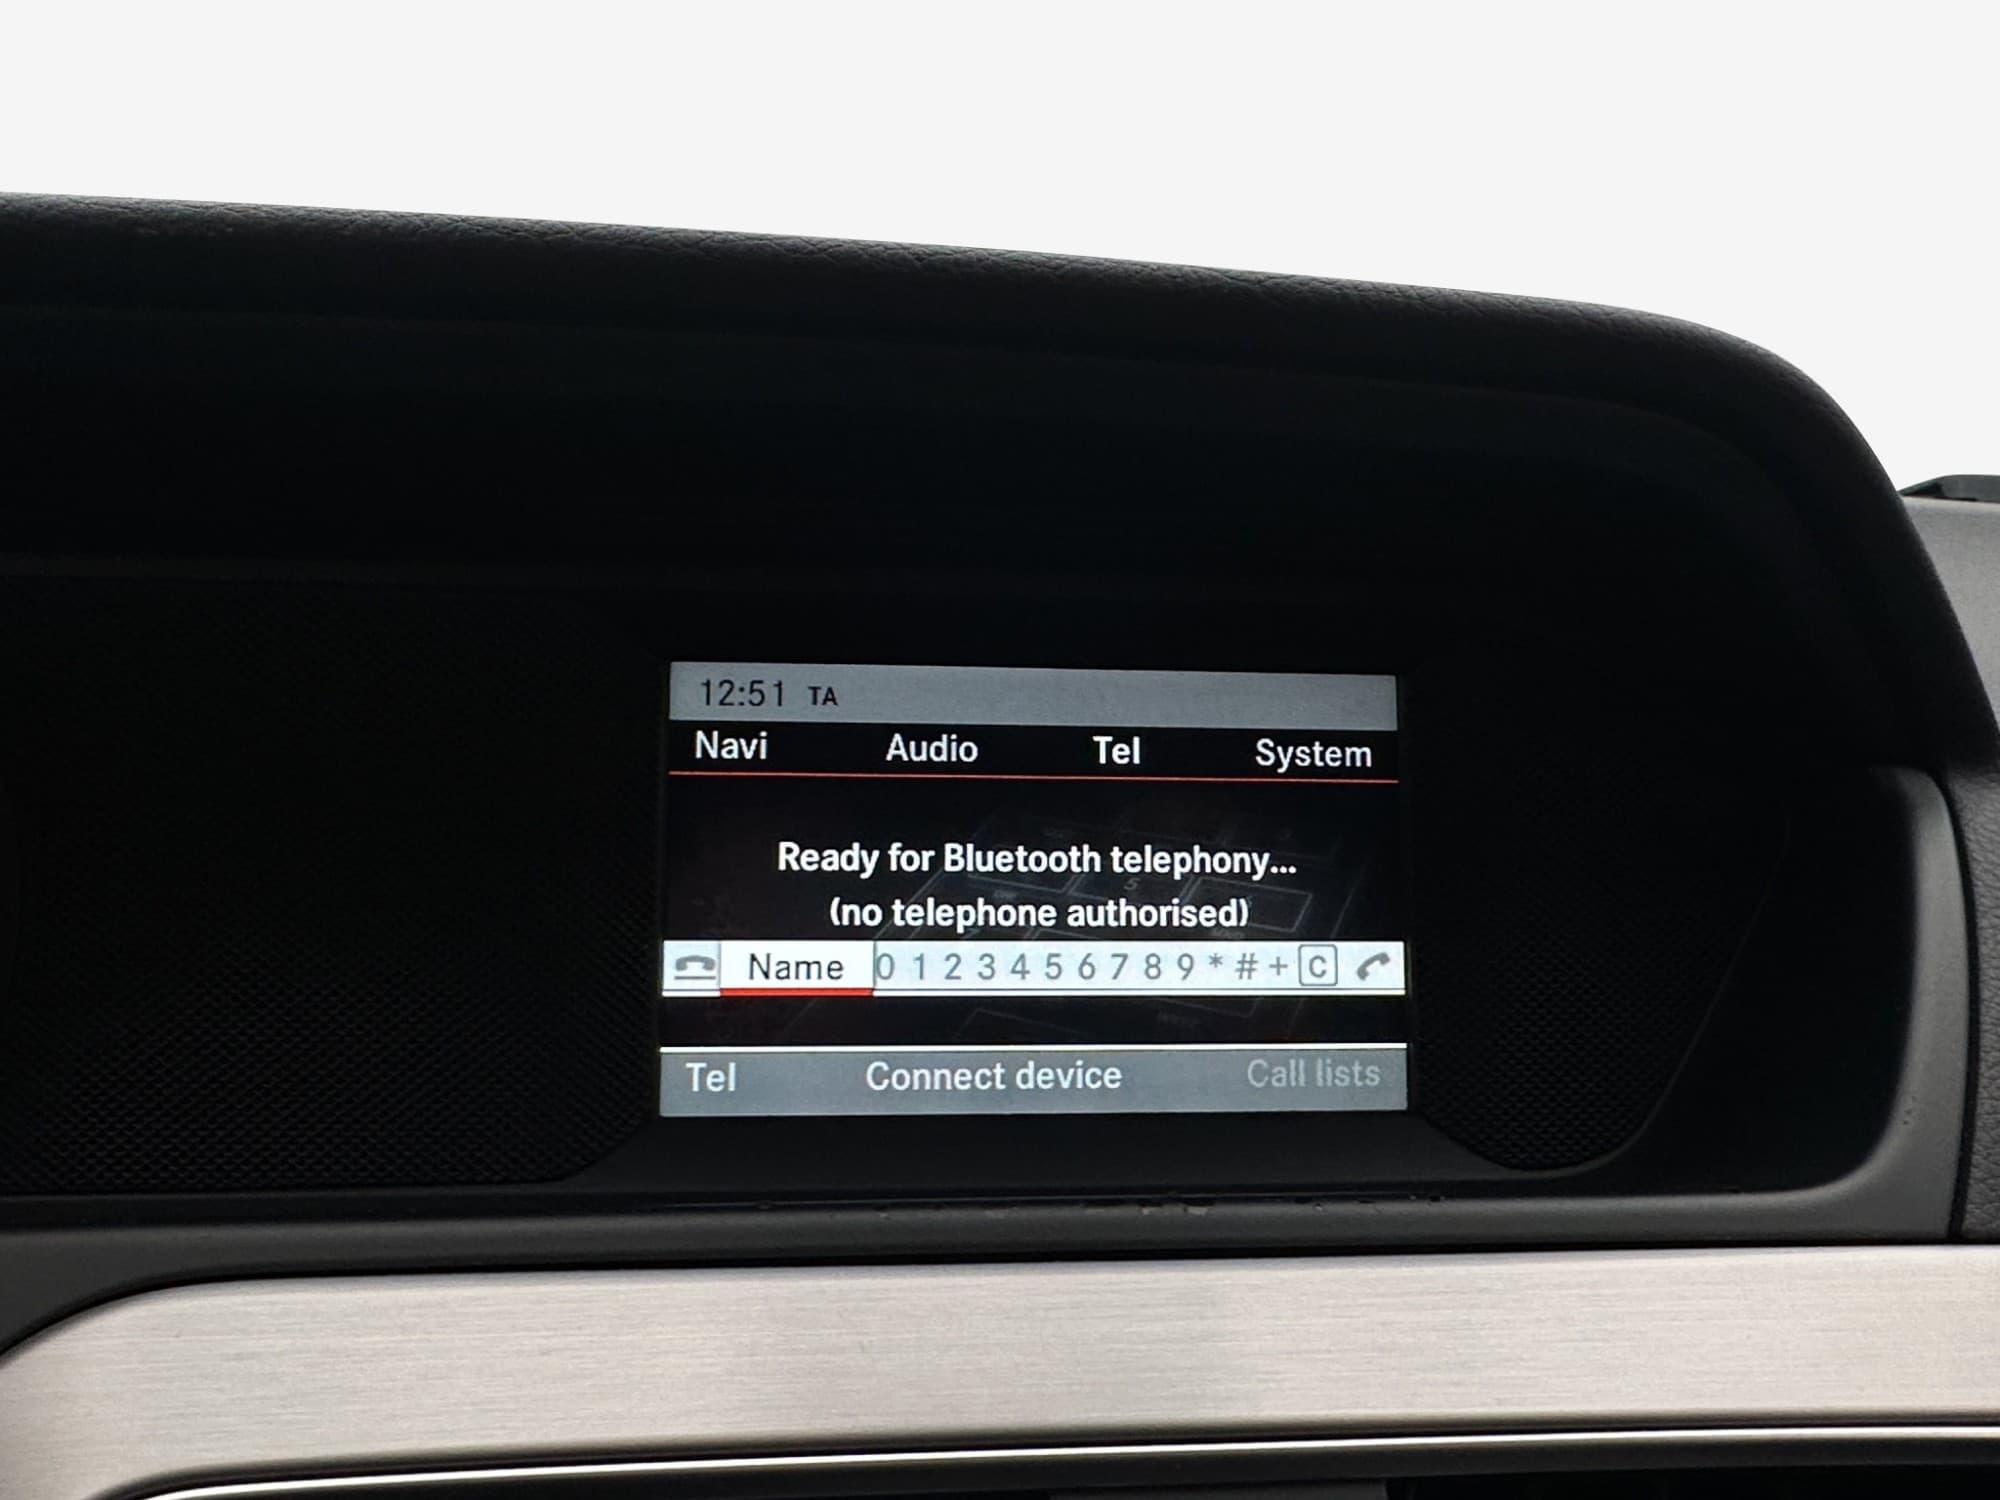 12:51 TA
Navi Audio Tel System
Ready for Bluetooth telephony...
(no telephone authorised)
Name 0 1 2 3 4 5 6 7 8 9 * # + C
Tel Connect device Call lists